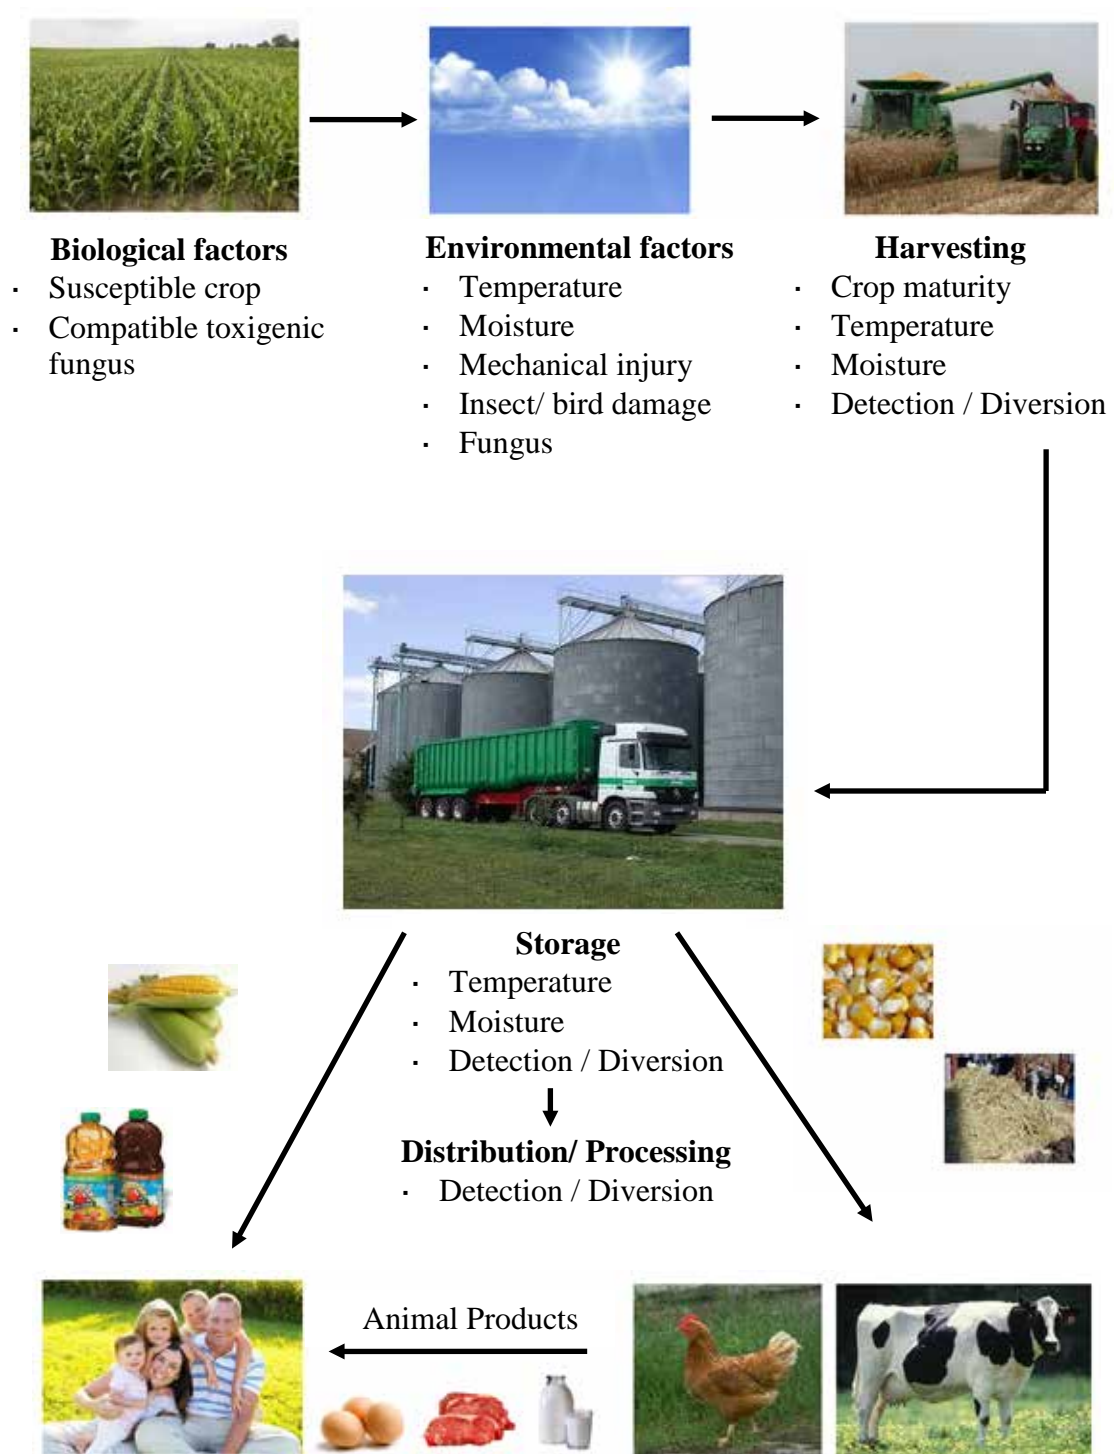 Biological factors
· Susceptible crop
· Compatible toxigenic
fungus
Environmental factors
· Temperature
· Moisture
· Mechanical injury
· Insect/ bird damage
· Fungus
Harvesting
· Crop maturity
· Temperature
· Moisture
· Detection / Diversion
Storage
· Temperature
· Moisture
· Detection / Diversion
Distribution/ Processing
· Detection / Diversion
Animal Products